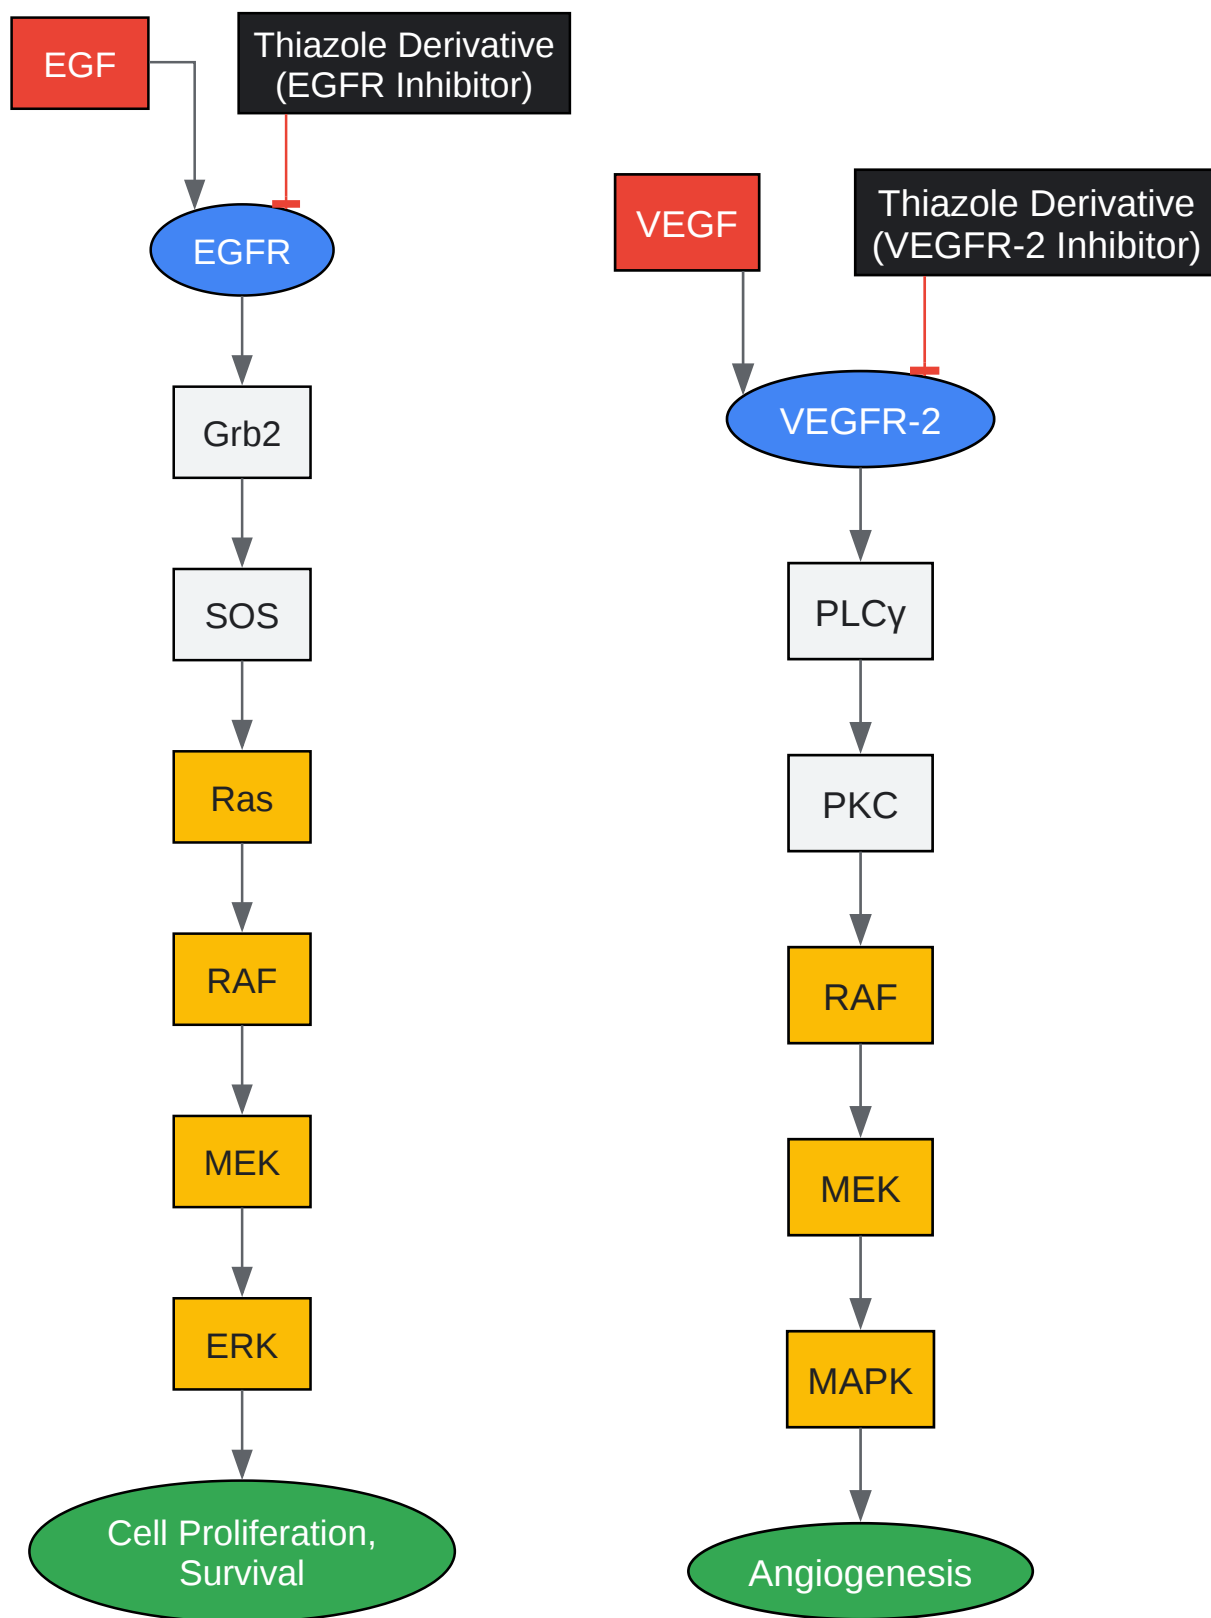 EGF
Thiazole Derivative
(EGFR Inhibitor)
EGFR
Grb2
SOS
Ras
RAF
MEK
ERK
Cell Proliferation,
Survival
VEGF
Thiazole Derivative
(VEGFR-2 Inhibitor)
VEGFR-2
PLCγ
PKC
RAF
MEK
MAPK
Angiogenesis